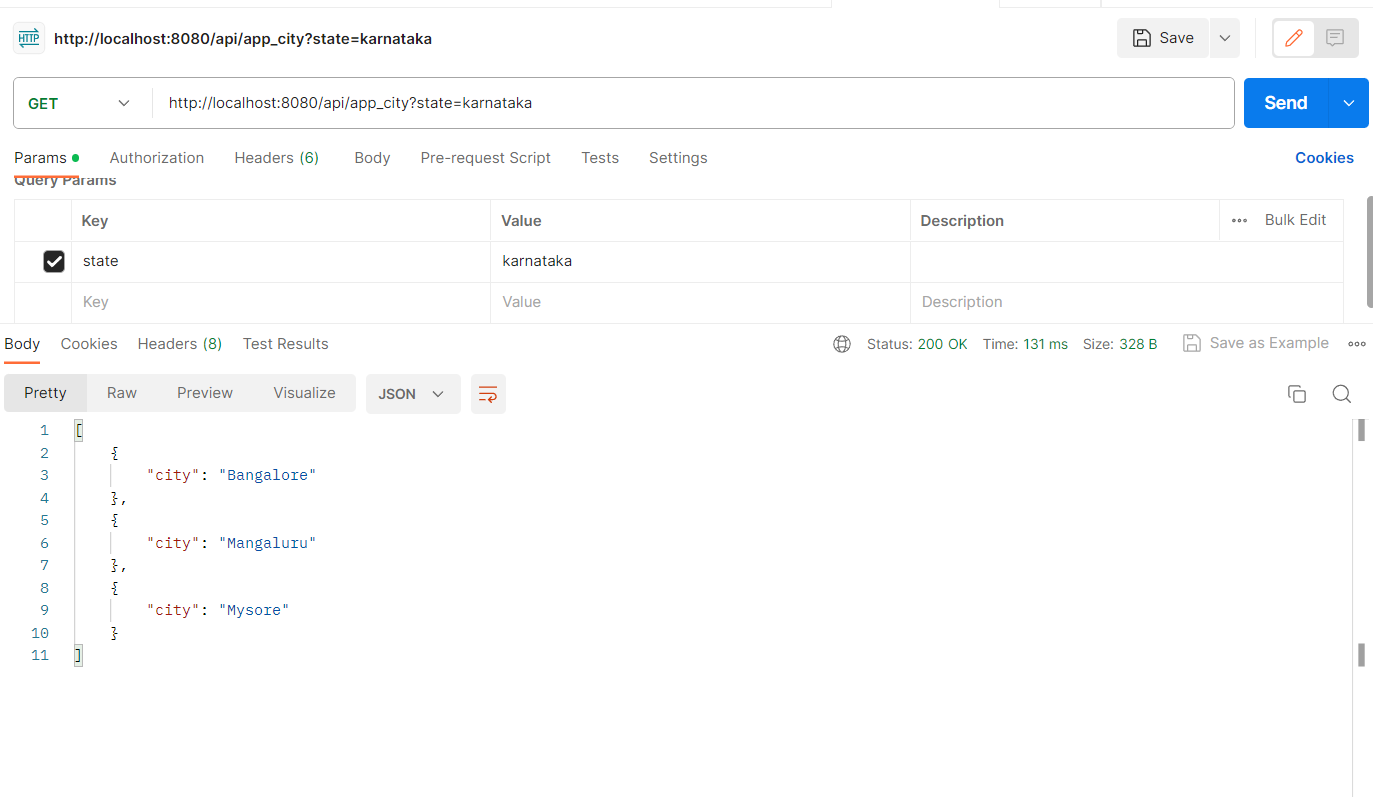 HTTP http://localhost:8080/api/app_city?state=karnataka Save
GET http://localhost:8080/api/app_city?state=karnataka Send
Params Authorization Headers (6) Body Pre-request Script Tests Settings Cookies
Query Params
Key Value Description Bulk Edit
state karnataka
Key Value Description
Body Cookies Headers (8) Test Results Status: 200 OK Time: 131 ms Size: 328 B Save as Example
Pretty Raw Preview Visualize JSON
1 [
2 {
3 "city": "Bangalore"
4 },
5 {
6 "city": "Mangaluru"
7 },
8 {
9 "city": "Mysore"
10 }
11 ]